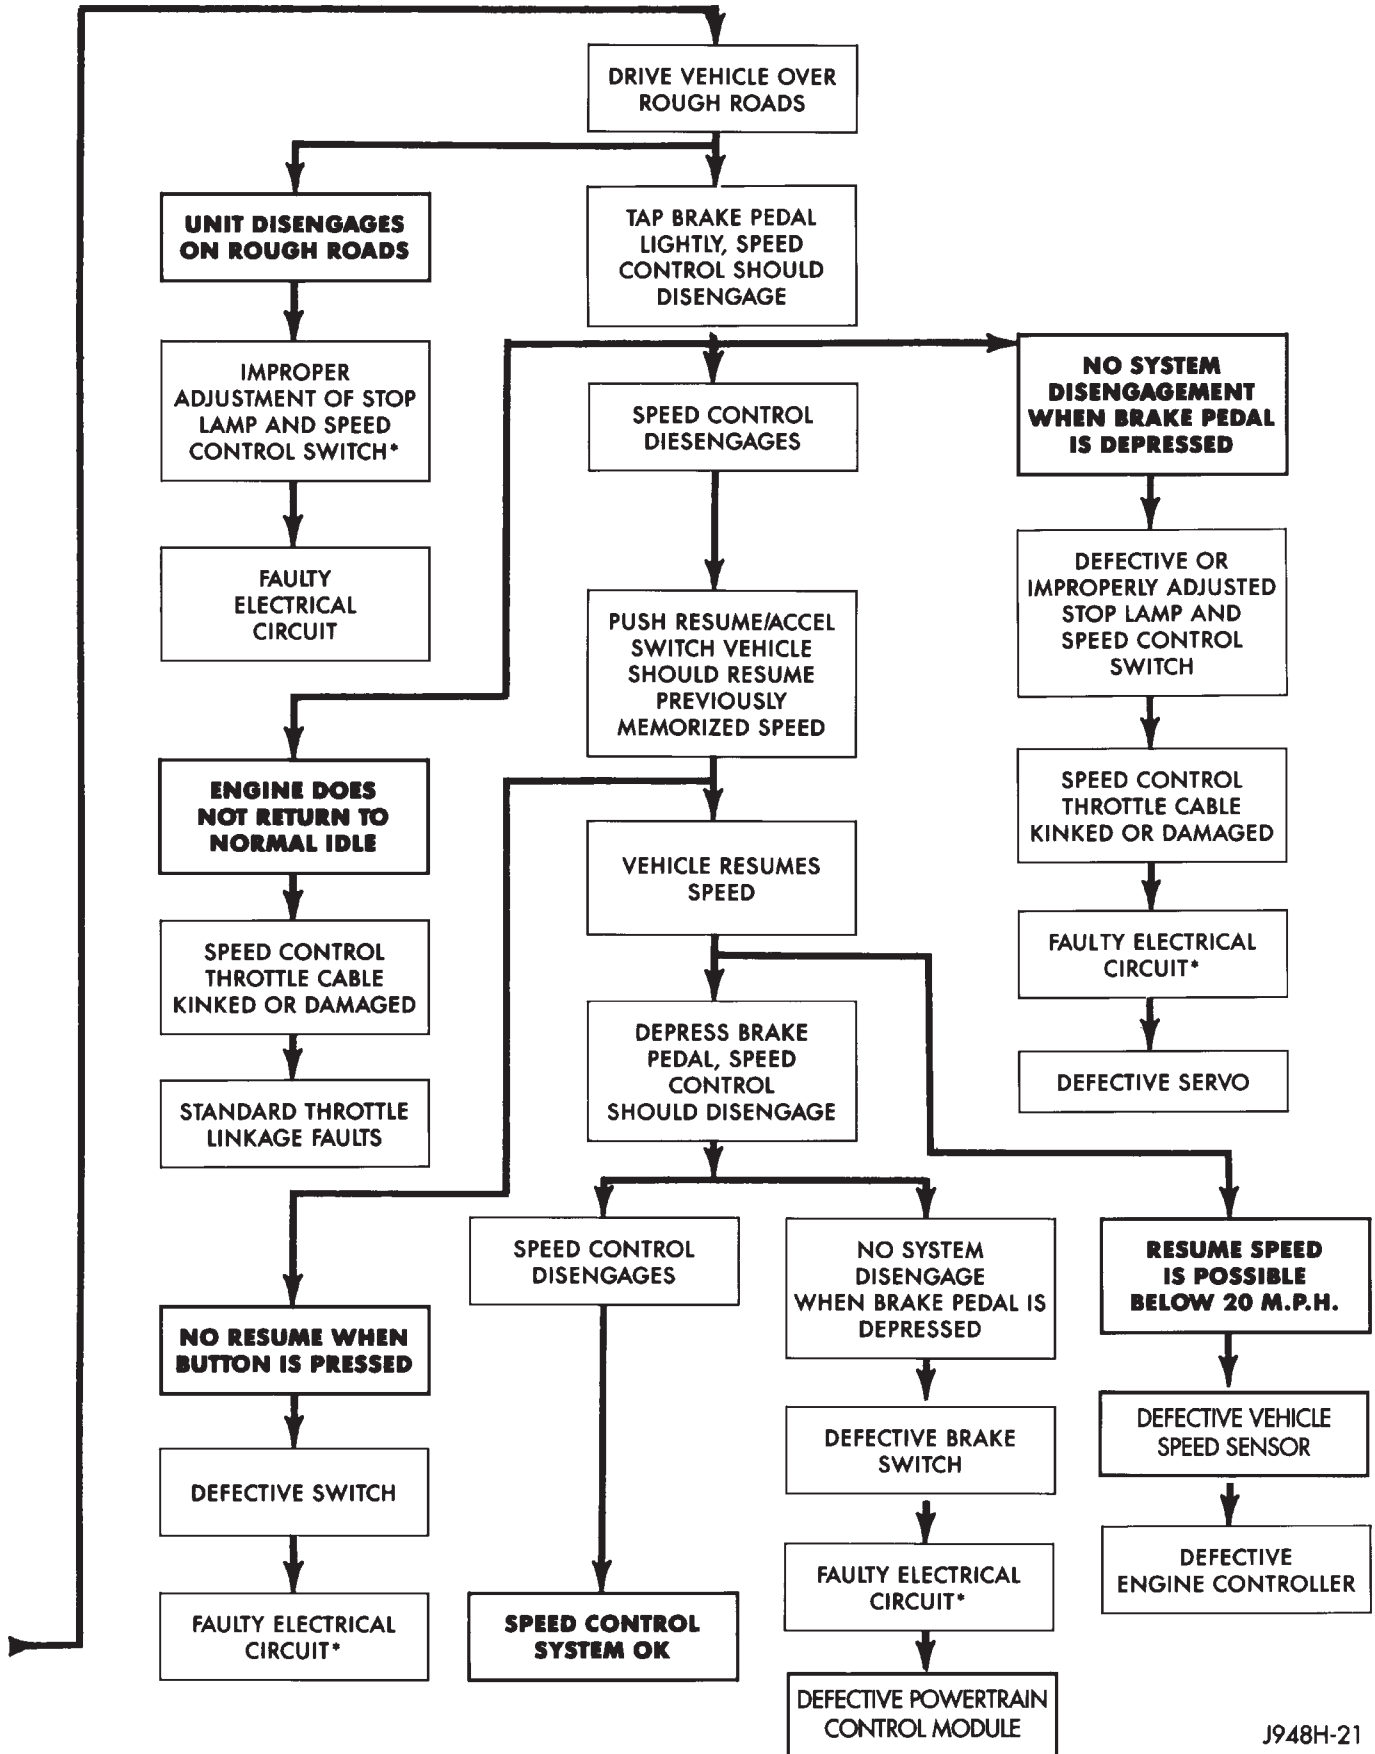 DRIVE VEHICLE OVER
ROUGH ROADS
UNIT DISENGAGES
ON ROUGH ROADS
TAP BRAKE PEDAL
LIGHTLY, SPEED
CONTROL SHOULD
DISENGAGE
IMPROPER
ADJUSTMENT OF STOP
LAMP AND SPEED
CONTROL SWITCH*
SPEED CONTROL
DIESENGAGES
NO SYSTEM
DISENGAGEMENT
WHEN BRAKE PEDAL
IS DEPRESSED
FAULTY
ELECTRICAL
CIRCUIT
PUSH RESUME/ACCEL
SWITCH VEHICLE
SHOULD RESUME
PREVIOUSLY
MEMORIZED SPEED
DEFECTIVE OR
IMPROPERLY ADJUSTED
STOP LAMP AND
SPEED CONTROL
SWITCH
ENGINE DOES
NOT RETURN TO
NORMAL IDLE
VEHICLE RESUMES
SPEED
SPEED CONTROL
THROTTLE CABLE
KINKED OR DAMAGED
SPEED CONTROL
THROTTLE CABLE
KINKED OR DAMAGED
DEPRESS BRAKE
PEDAL, SPEED
CONTROL
SHOULD DISENGAGE
FAULTY ELECTRICAL
CIRCUIT*
STANDARD THROTTLE
LINKAGE FAULTS
DEFECTIVE SERVO
SPEED CONTROL
DISENGAGES
NO SYSTEM
DISENGAGE
WHEN BRAKE PEDAL IS
DEPRESSED
RESUME SPEED
IS POSSIBLE
BELOW 20 M.P.H.
NO RESUME WHEN
BUTTON IS PRESSED
DEFECTIVE BRAKE
SWITCH
DEFECTIVE VEHICLE
SPEED SENSOR
DEFECTIVE SWITCH
FAULTY ELECTRICAL
CIRCUIT*
DEFECTIVE
ENGINE CONTROLLER
FAULTY ELECTRICAL
CIRCUIT*
SPEED CONTROL
SYSTEM OK
DEFECTIVE POWERTRAIN
CONTROL MODULE
J948H-21